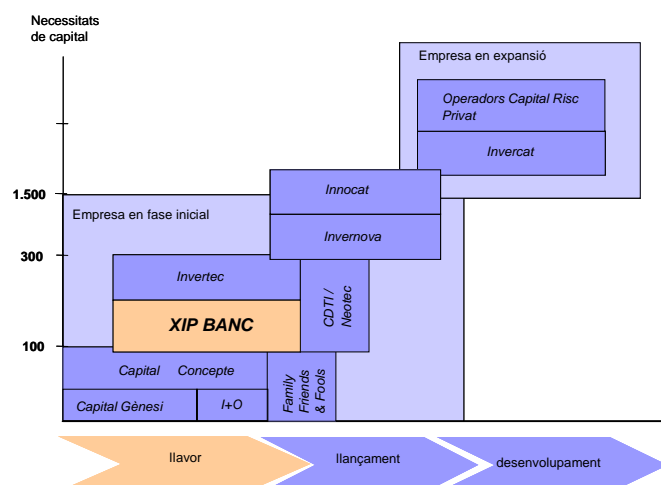 Necessitats
de capital
Empresa en expansió
Operadors Capital Risc
Privat
Invercat
1.500
Innocat
Empresa en fase inicial
Invernova
300
Invertec
CDTI /
Neotec
XIP BANC
100
Capital Concepte
Family
Friends
& Fools
Capital Gènesi
I+O
llavor
llançament
desenvolupament